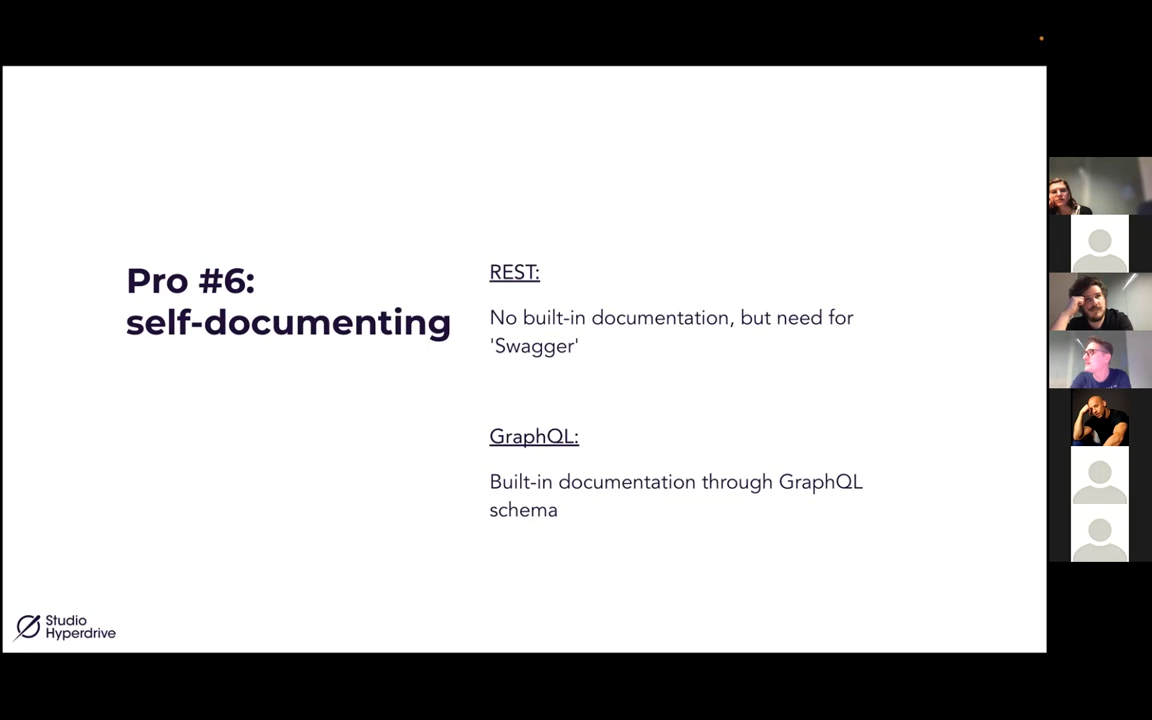 Pro #6:
self-documenting
REST:
No built-in documentation, but need for
'Swagger'
GraphQL:
Built-in documentation through GraphQL
schema
Studio
Hyperdrive